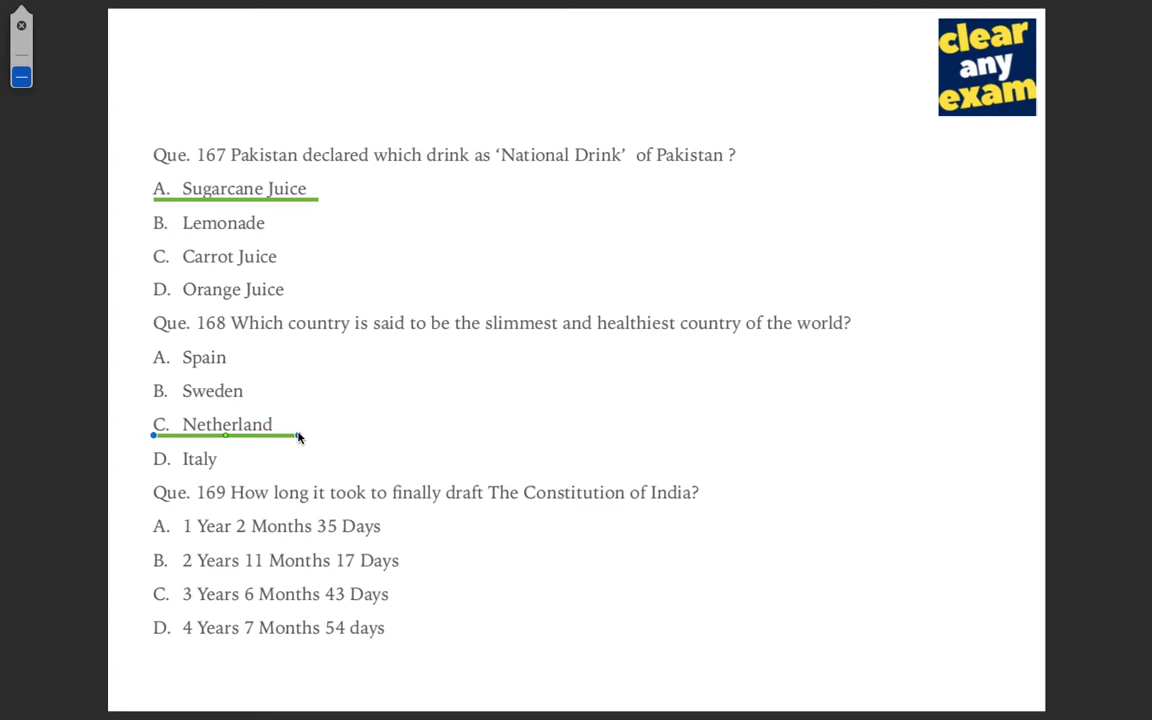 clear
any
exam
Que. 167 Pakistan declared which drink as ‘National Drink’  of Pakistan ?
A. Sugarcane Juice
B. Lemonade
C. Carrot Juice
D. Orange Juice
Que. 168 Which country is said to be the slimmest and healthiest country of the world?
A. Spain
B. Sweden
C. Netherland
D. Italy
Que. 169 How long it took to finally draft The Constitution of India?
A. 1 Year 2 Months 35 Days
B. 2 Years 11 Months 17 Days
C. 3 Years 6 Months 43 Days
D. 4 Years 7 Months 54 days